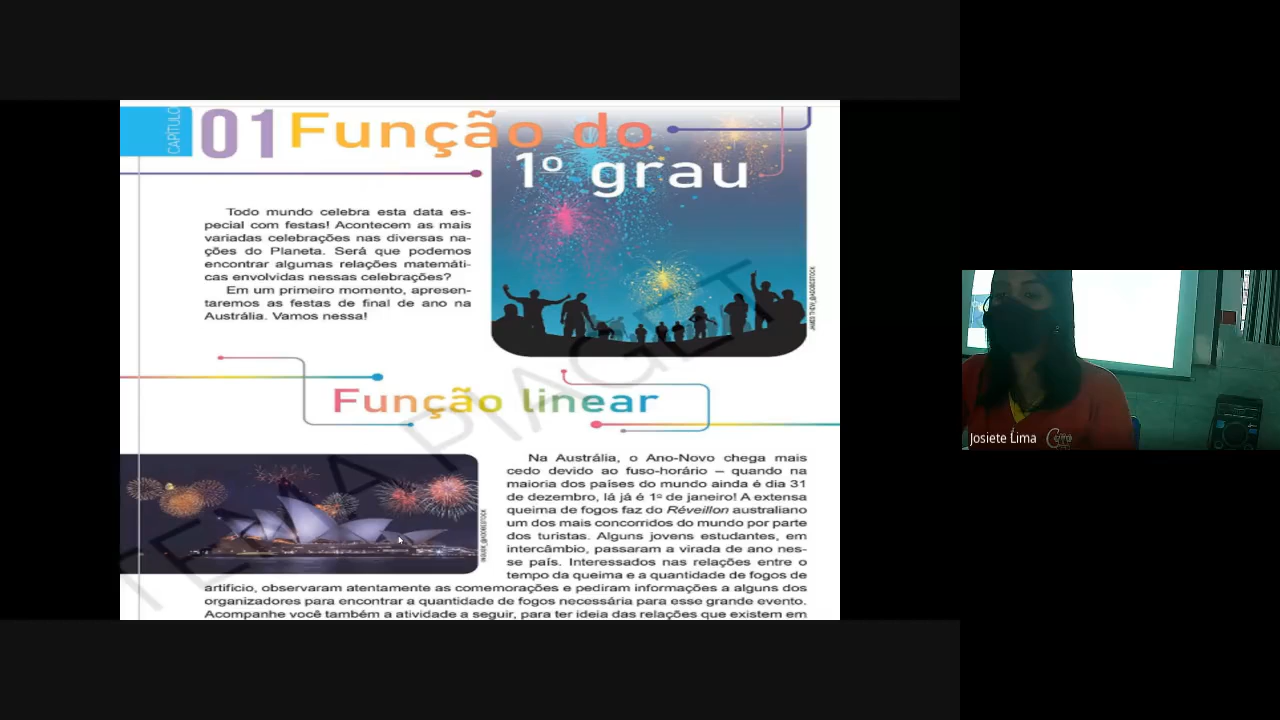 CAPÍTULO
01 Função do
1º grau
Todo mundo celebra esta data es-
pecial com festas! Acontecem as mais
variadas celebrações nas diversas na-
ções do Planeta. Será que podemos
encontrar algumas relações matemáti-
cas envolvidas nessas celebrações?
Em um primeiro momento, apresen-
taremos as festas de final de ano na
Austrália. Vamos nessa!
Função linear
Na Austrália, o Ano-Novo chega mais
cedo devido ao fuso-horário – quando na
maioria dos países do mundo ainda é dia 31
de dezembro, lá já é 1º de janeiro! A extensa
queima de fogos faz do Réveillon australiano
um dos mais concorridos do mundo por parte
dos turistas. Alguns jovens estudantes, em
intercâmbio, passaram a virada de ano nes-
se país. Interessados nas relações entre o
tempo da queima e a quantidade de fogos de
artifício, observaram atentamente as comemorações e pediram informações a alguns dos
organizadores para encontrar a quantidade de fogos necessária para esse grande evento.
Acompanhe você também a atividade a seguir, para ter ideia das relações que existem em
TEMA PIAGET
Josiete Lima